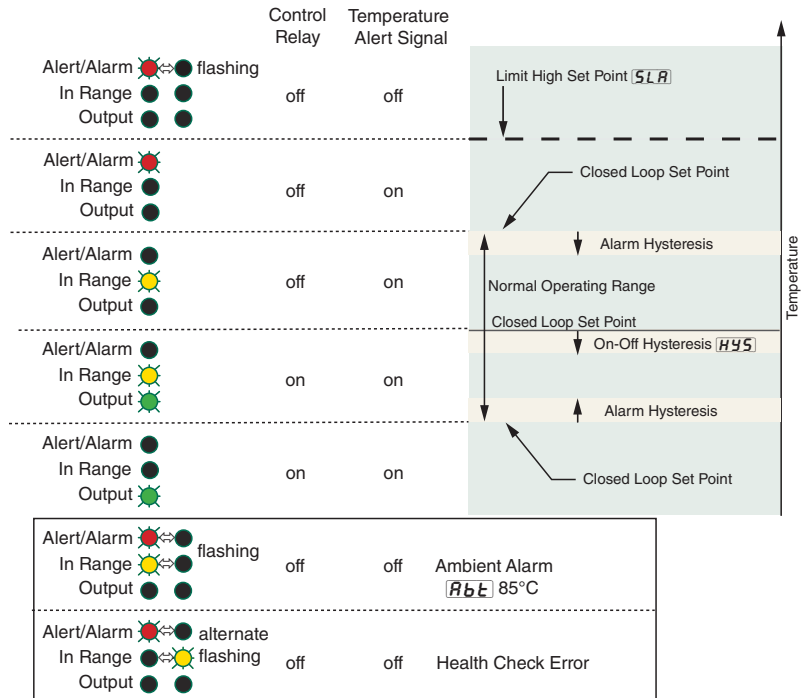 Control Relay
Temperature Alert Signal
Alert/Alarm flashing
In Range off off
Output
Limit High Set Point SLA
Alert/Alarm
In Range off on
Output
Closed Loop Set Point
Alarm Hysteresis
Alert/Alarm
In Range off on
Output
Normal Operating Range
Temperature
Closed Loop Set Point
On-Off Hysteresis HYS
Alert/Alarm
In Range on on
Output
Alarm Hysteresis
Alert/Alarm
In Range on on
Output
Closed Loop Set Point
Alert/Alarm flashing
In Range off off Ambient Alarm
Output Abt 85°C
Alert/Alarm alternate
In Range flashing off off Health Check Error
Output